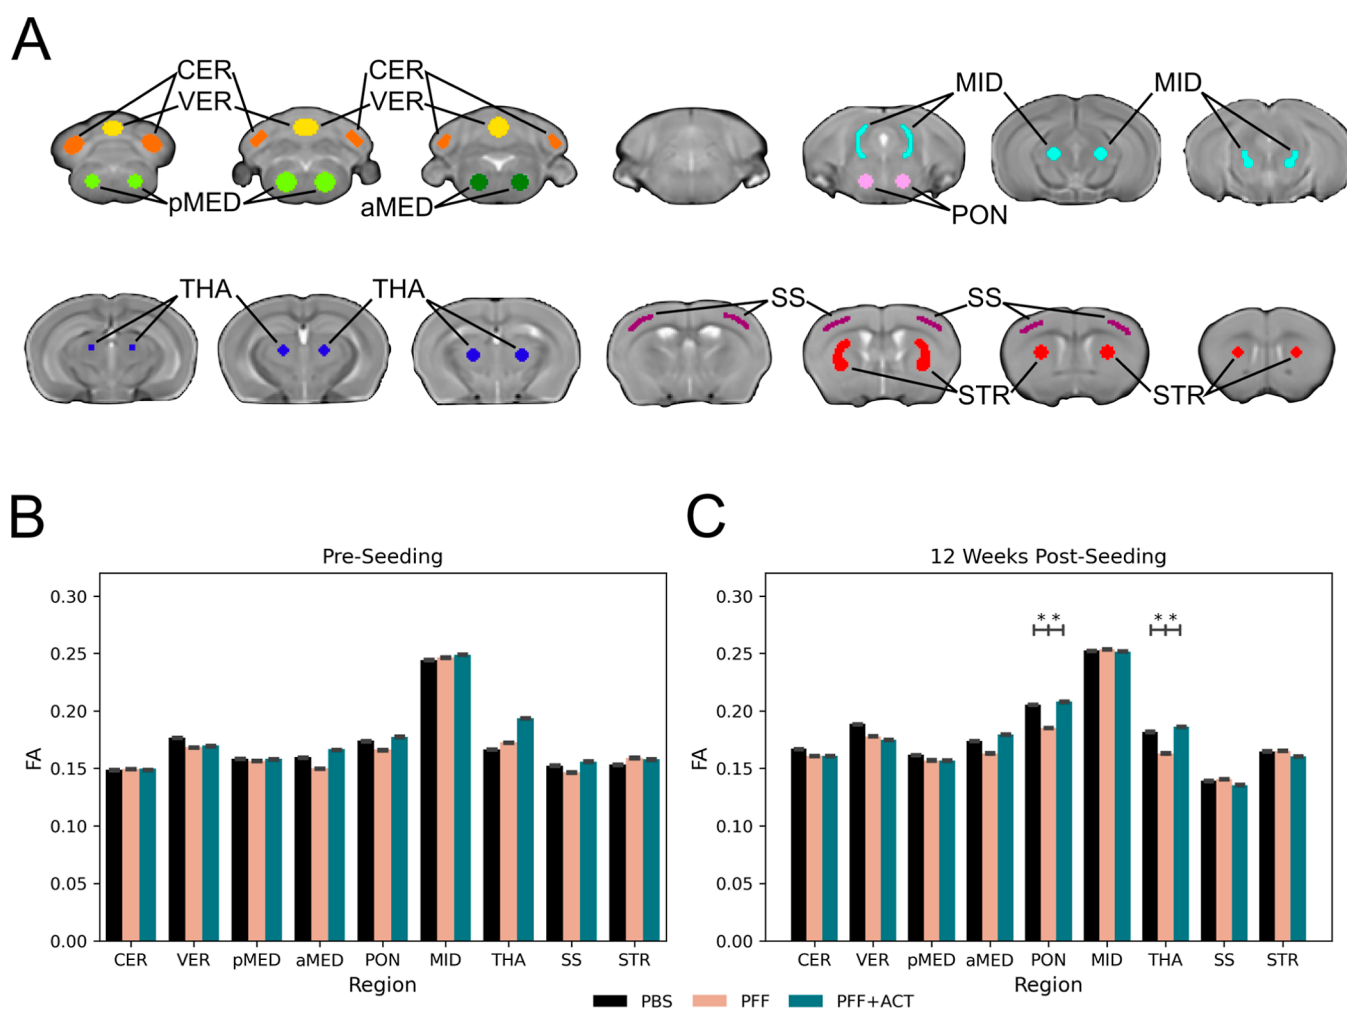 A
CER CER MID MID
VER VER
pMED aMED PON
THA THA SS SS
STR STR
B C
Pre-Seeding 12 Weeks Post-Seeding
0.30 0.30
* * * *
0.25 0.25
0.20 0.20
FA 0.15 FA 0.15
0.10 0.10
0.05 0.05
0.00 0.00
CER VER pMED aMED PON MID THA SS STR CER VER pMED aMED PON MID THA SS STR
Region Region
PBS PFF PFF+ACT